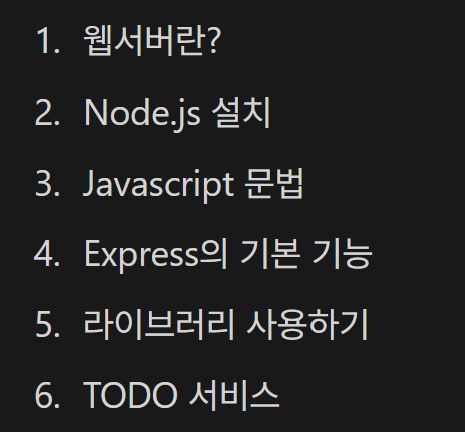 1. 웹서버란?
2. Node.js 설치
3. Javascript 문법
4. Express의 기본 기능
5. 라이브러리 사용하기
6. TODO 서비스